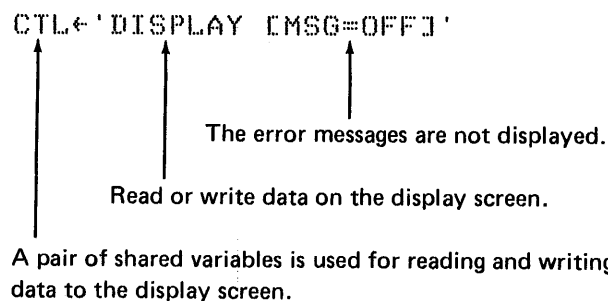 CTL←'DISPLAY [MSG=OFF]'
The error messages are not displayed.
Read or write data on the display screen.
A pair of shared variables is used for reading and writing
data to the display screen.